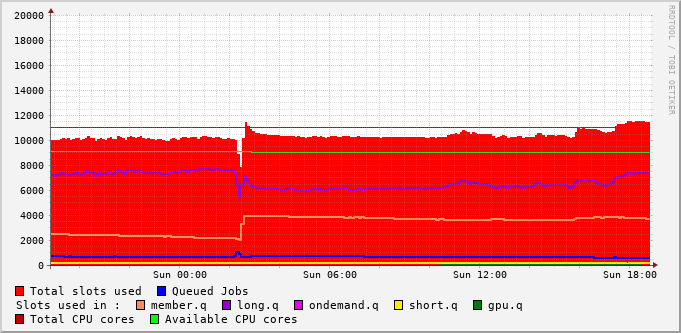 RRDTOOL / TOBI OETIKER
20000
18000
16000
14000
12000
10000
8000
6000
4000
2000
0
Sun 00:00 Sun 06:00 Sun 12:00 Sun 18:00
Total slots used Queued Jobs
Slots used in : member.q long.q ondemand.q short.q gpu.q
Total CPU cores Available CPU cores